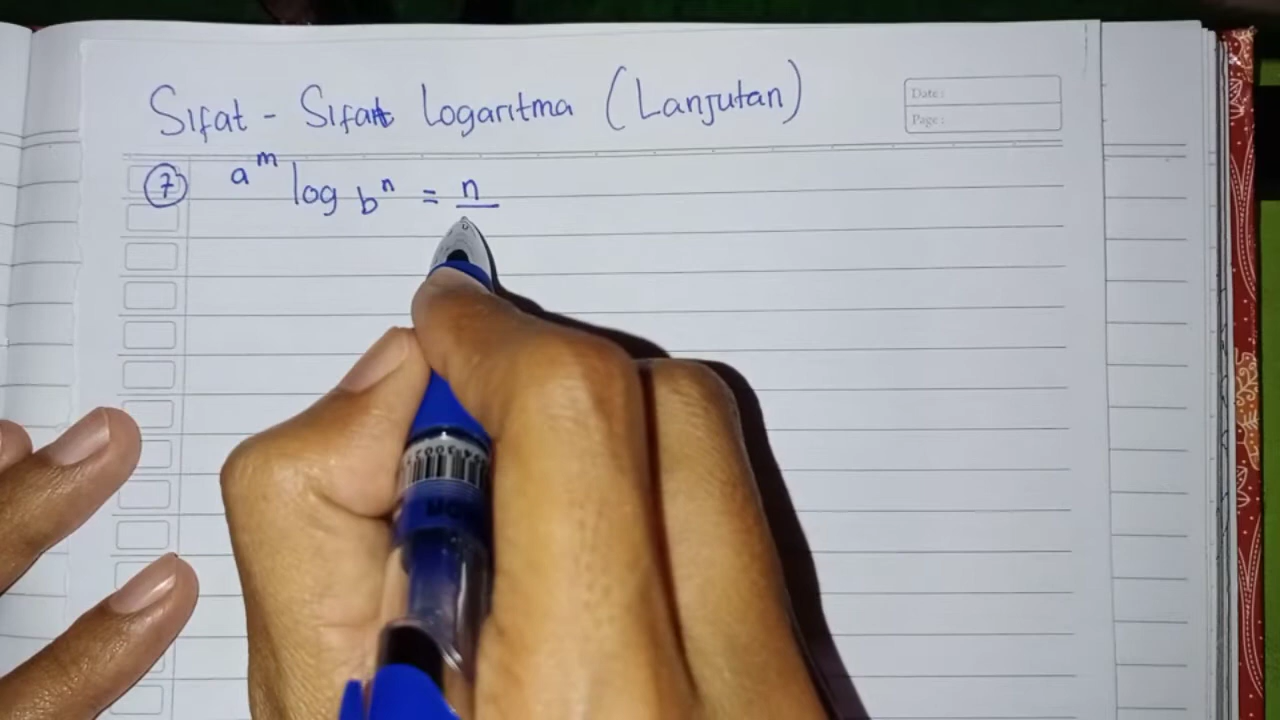 Sifat - Sifat Logaritma (Lanjutan)
Date:
Page:
7 a^m log b^n = n